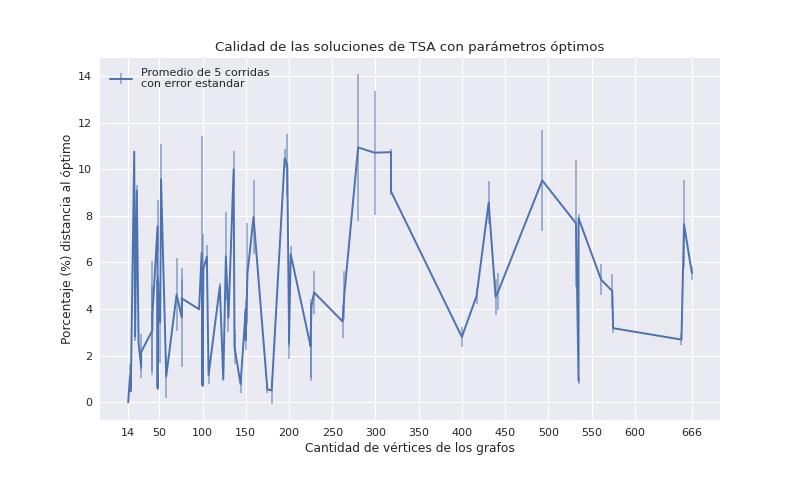 Calidad de las soluciones de TSA con parámetros óptimos
Promedio de 5 corridas
con error estandar
Porcentaje (%) distancia al óptimo
14
12
10
8
6
4
2
0
14 50 100 150 200 250 300 350 400 450 500 550 600 666
Cantidad de vértices de los grafos